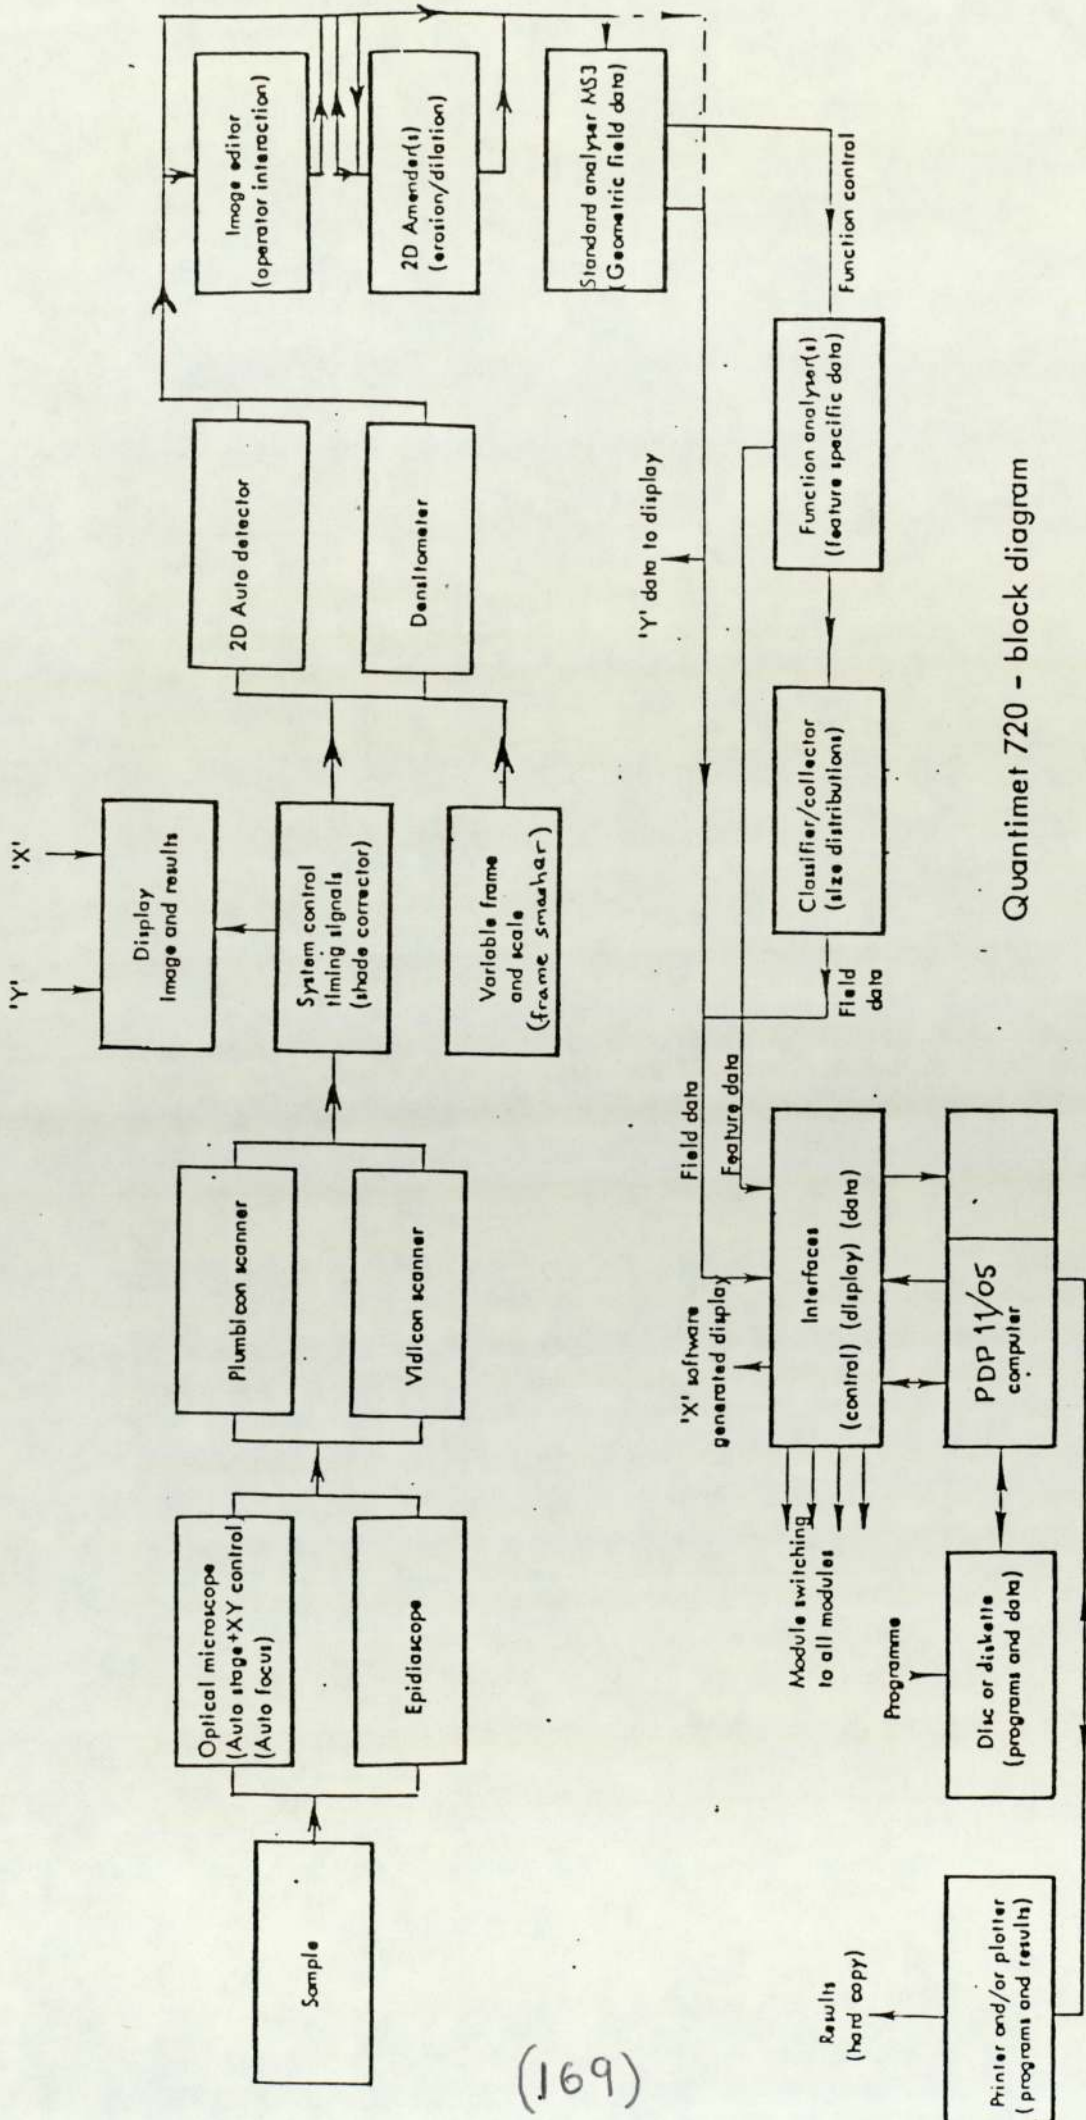 Sample
Optical microscope
(Auto stage+XY control)
(Auto focus)
Epidiascope
Plumbicon scanner
Vidicon scanner
'Y'
'X'
Display
Image and results
System control
timing signals
(shade corrector)
Variable frame
and scale
(frame smasher)
2D Auto detector
Densitometer
Image editor
(operator interaction)
2D Amender(s)
(erosion/dilation)
Standard analyser MS3
(Geometric field data)
Function control
Function analyser(s)
(feature specific data)
'Y' data to display
Classifier/collector
(size distributions)
Field
data
Field data
Feature data
'X' software
generated display
Interfaces
(control) (display) (data)
Module switching
to all modules
PDP 11/05
computer
Programme
Disc or diskette
(programs and data)
Results
(hard copy)
Printer and/or plotter
( programs and results)
Quantimet 720 - block diagram
(169)